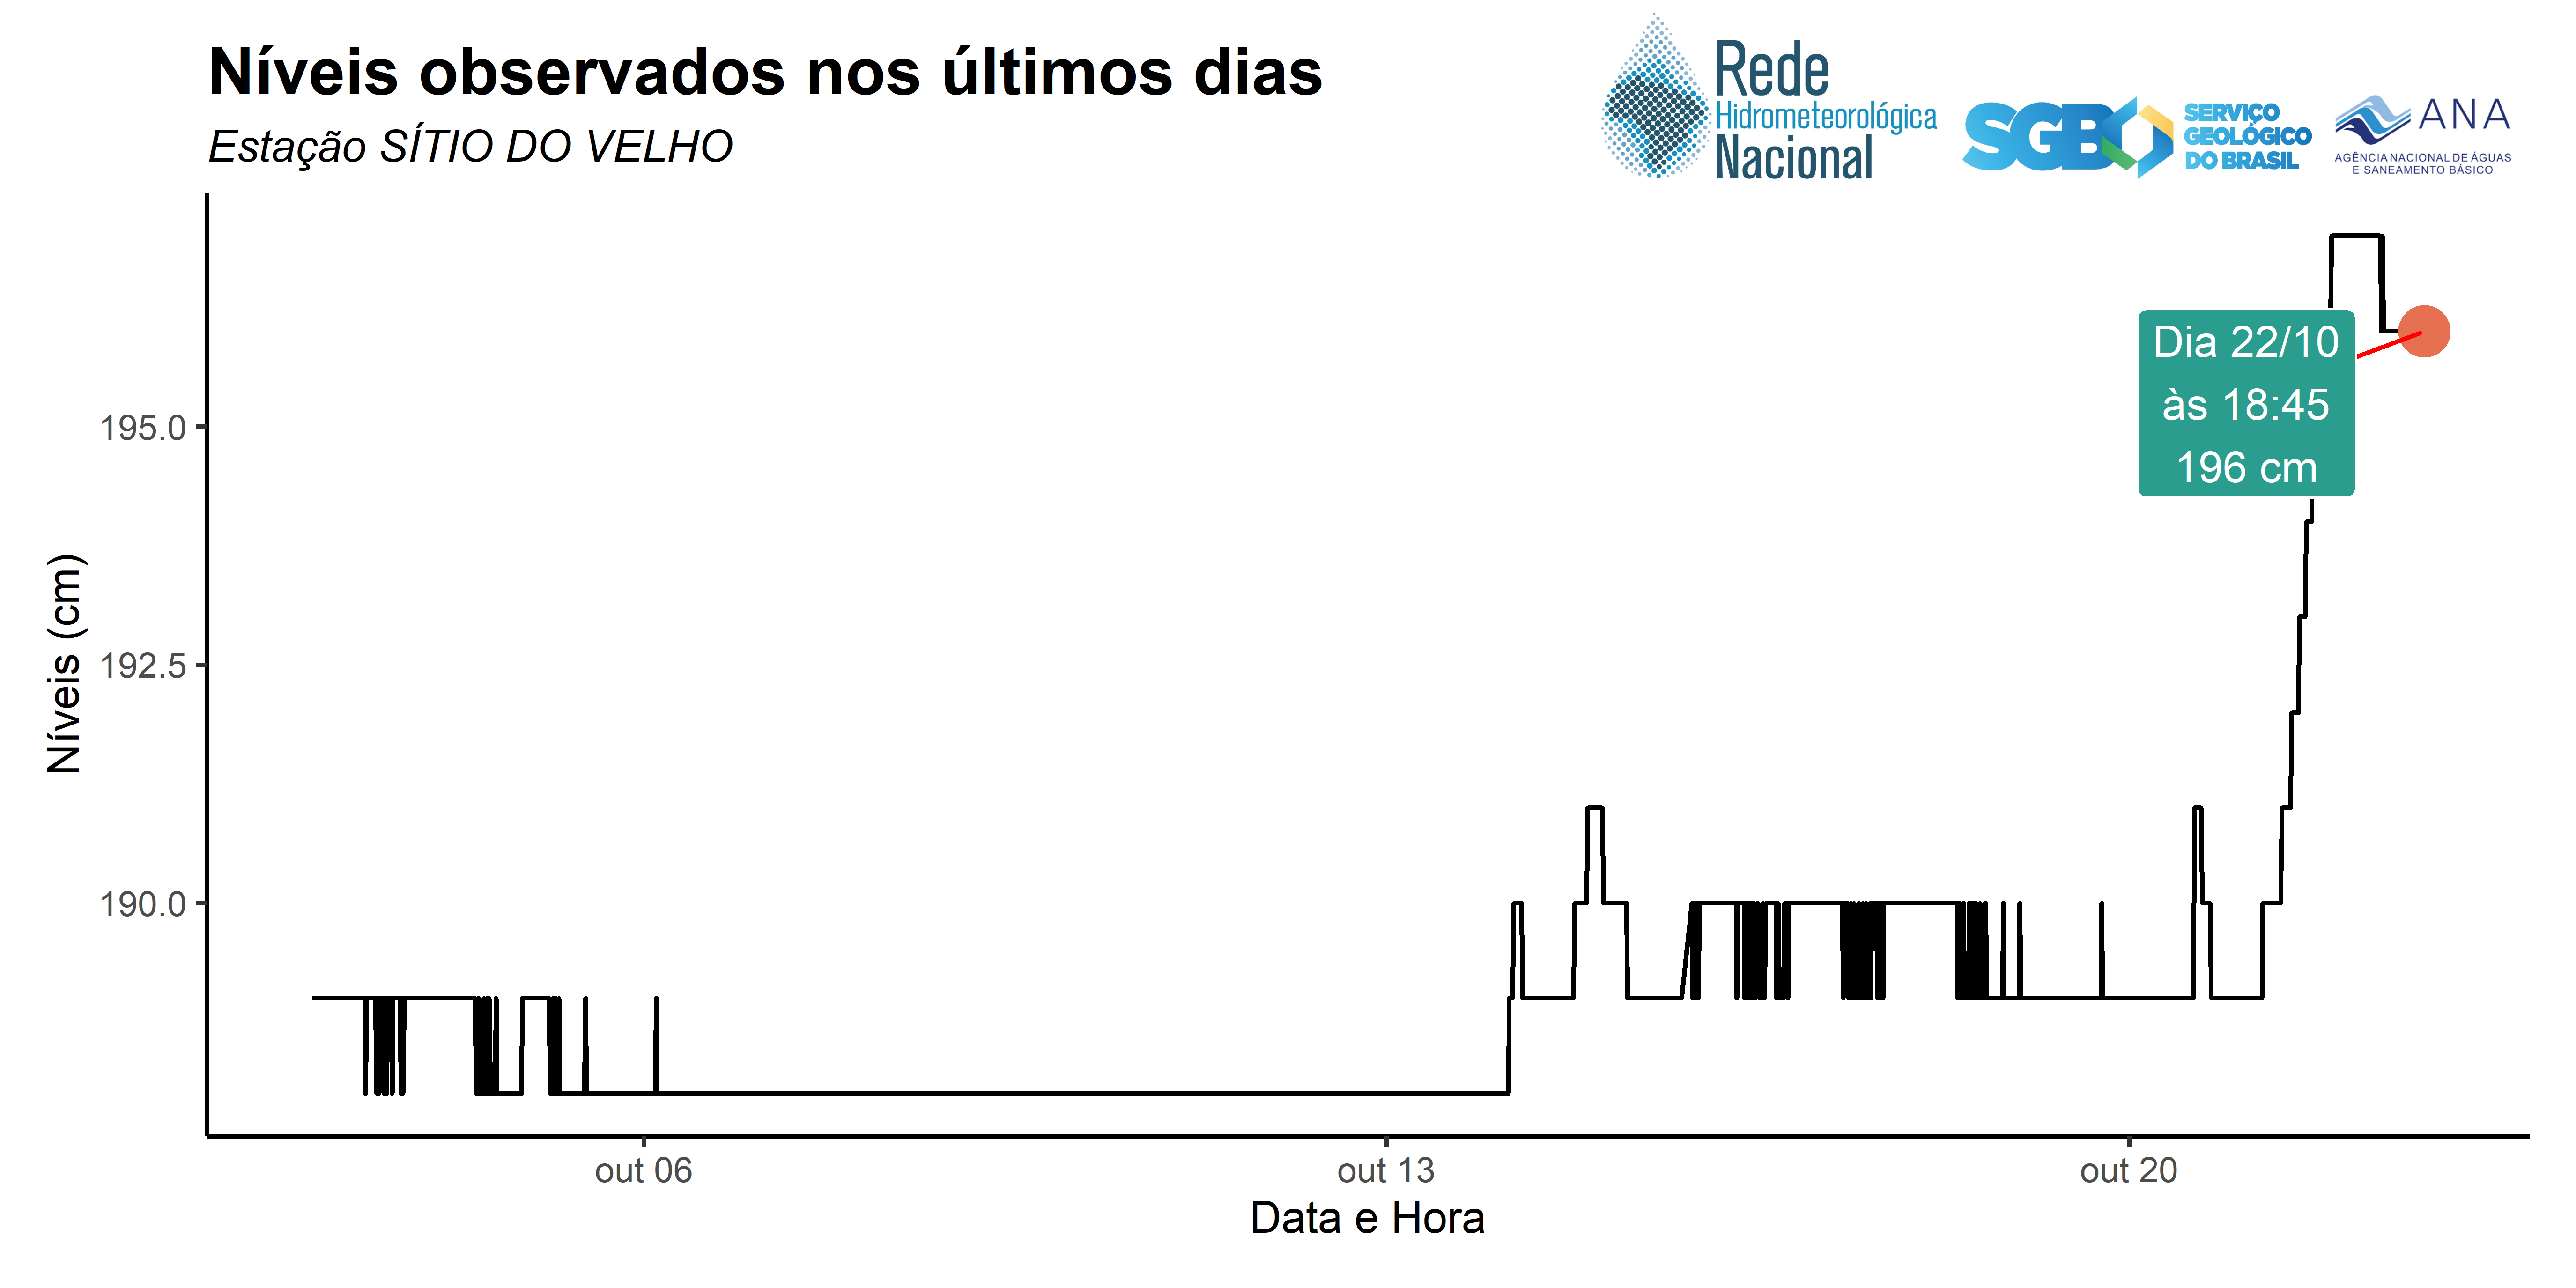 Níveis observados nos últimos dias
Estação SÍTIO DO VELHO
Rede
Hidrometeorológica
Nacional
SGB
SERVIÇO
GEOLÓGICO
DO BRASIL
ANA
AGÊNCIA NACIONAL DE ÁGUAS
E SANEAMENTO BÁSICO
Níveis (cm)
195.0
192.5
190.0
Dia 22/10
às 18:45
196 cm
out 06
out 13
out 20
Data e Hora